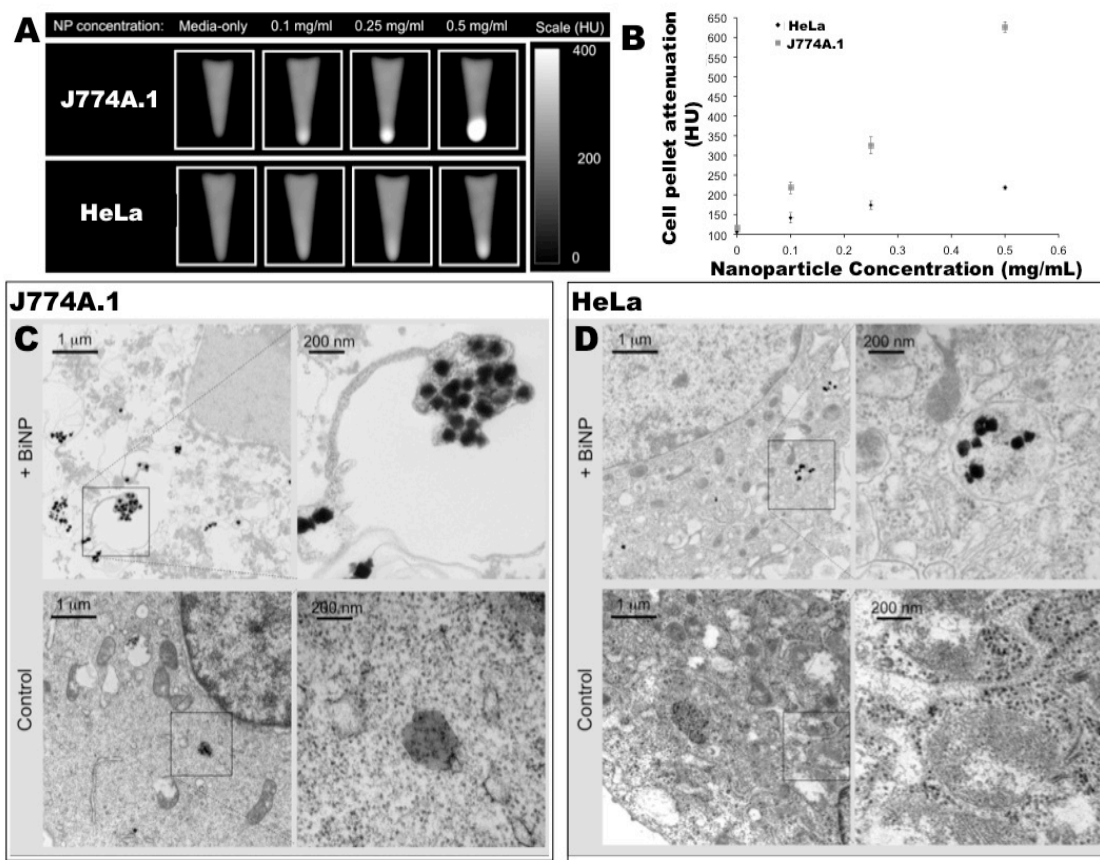 A
NP concentration: Media-only 0.1 mg/ml 0.25 mg/ml 0.5 mg/ml Scale (HU)
J774A.1
HeLa
400
200
0
B
HeLa
J774A.1
Cell pellet attenuation
(HU)
650
600
550
500
450
400
350
300
250
200
150
100
0 0.1 0.2 0.3 0.4 0.5 0.6
Nanoparticle Concentration (mg/mL)
J774A.1
C
1 μm
200 nm
+ BiNP
1 μm
200 nm
Control
HeLa
D
1 μm
200 nm
+ BiNP
1 μm
200 nm
Control